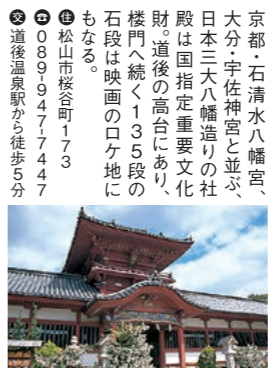 京都・石清水八幡宮、
大分・宇佐神宮と並ぶ、
日本三大八幡造りの社
殿は国指定重要文化
財。道後の高台にあり、
楼門へ続く135段の
石段は映画のロケ地に
もなる。
住 松山市桜谷町173
☎ 089-947-7447
交 道後温泉駅から徒歩5分